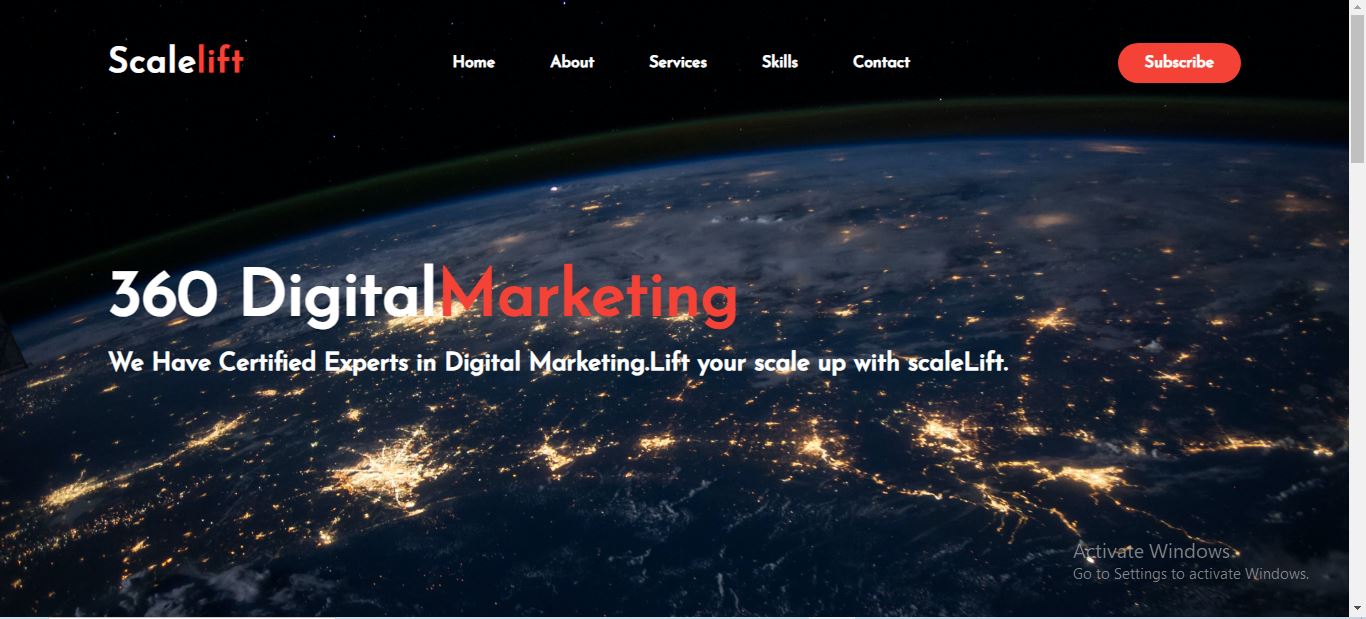 Scalelift
Home About Services Skills Contact
Subscribe
360 DigitalMarketing
We Have Certified Experts in Digital Marketing.Lift your scale up with scaleLift.
Activate Windows
Go to Settings to activate Windows.